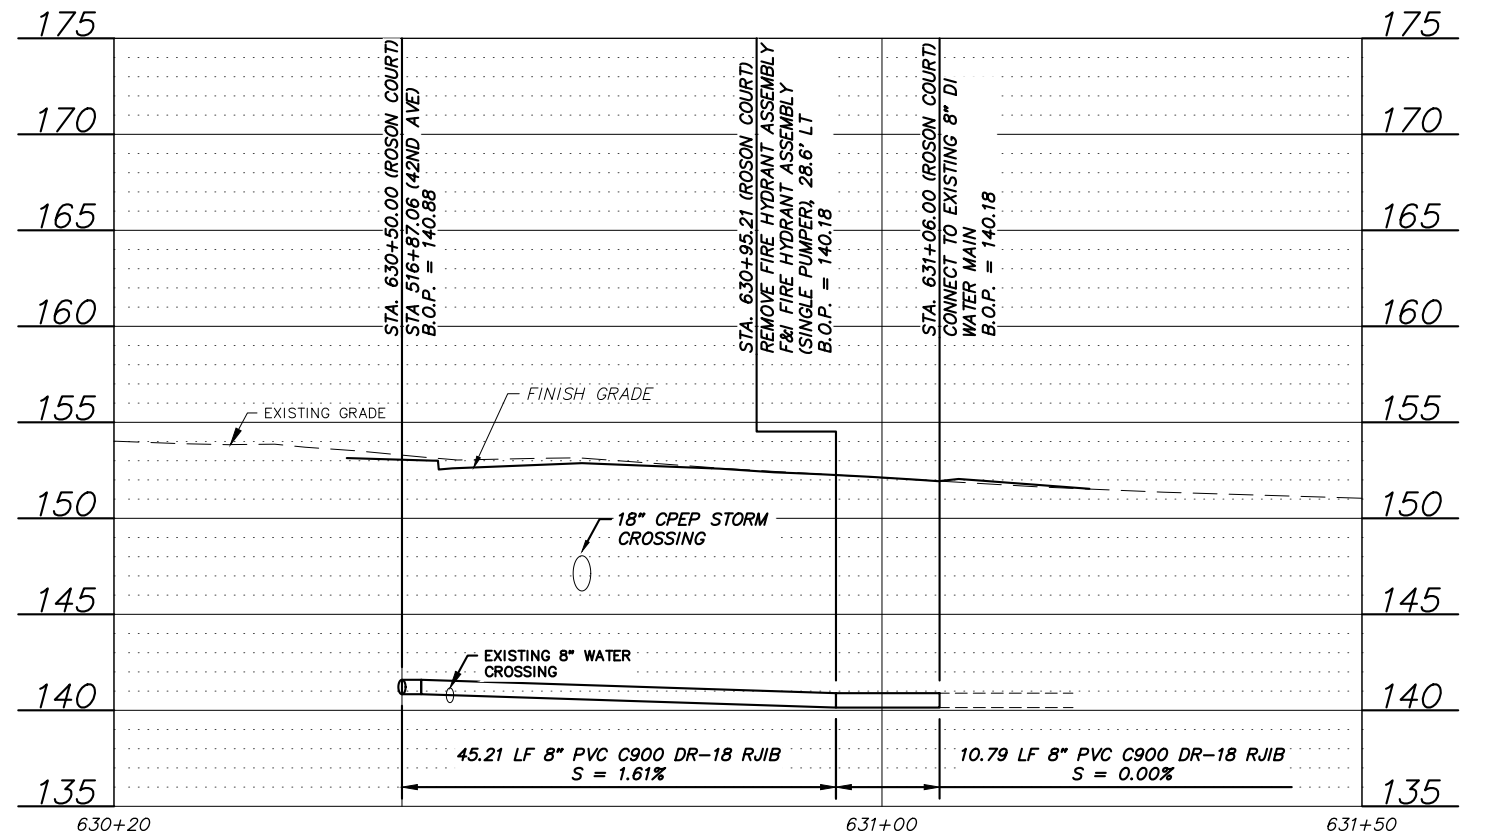 175
170
165
160
155
150
145
140
135
STA. 630+50.00 (ROSON COURT)
STA 516+87.06 (42ND AVE)
B.O.P. = 140.88
STA. 630+95.21 (ROSON COURT)
REMOVE FIRE HYDRANT ASSEMBLY
F&I FIRE HYDRANT ASSEMBLY
(SINGLE PUMPER), 28.6' LT
B.O.P. = 140.18
STA. 631+06.00 (ROSON COURT)
CONNECT TO EXISTING 8" DI
WATER MAIN
B.O.P. = 140.18
175
170
165
160
155
150
145
140
135
EXISTING GRADE
FINISH GRADE
18" CPEP STORM
CROSSING
EXISTING 8" WATER
CROSSING
45.21 LF 8" PVC C900 DR-18 RJIB
S = 1.61%
10.79 LF 8" PVC C900 DR-18 RJIB
S = 0.00%
630+20
631+00
631+50